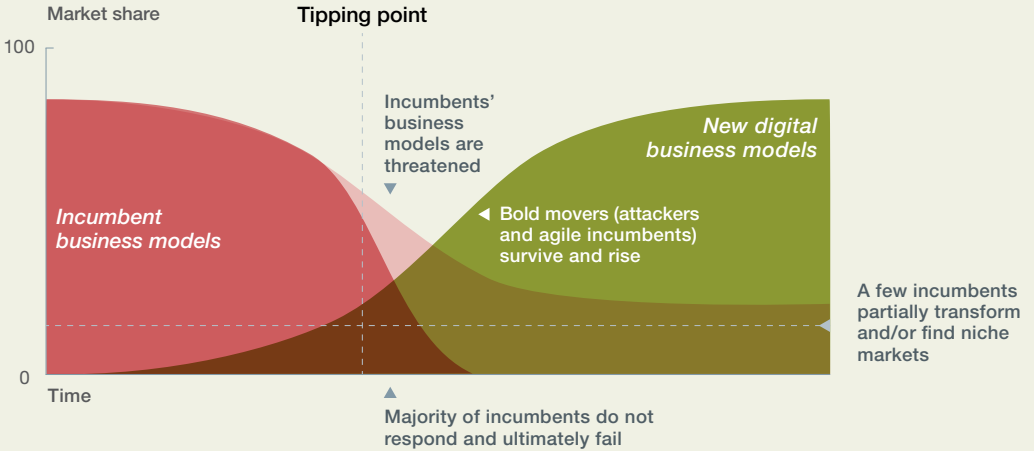 Market share
Tipping point
100
Incumbents’
business
models are
threatened
New digital
business models
Incumbent
business models
Bold movers (attackers
and agile incumbents)
survive and rise
A few incumbents
partially transform
and/or find niche
markets
0
Time
Majority of incumbents do not
respond and ultimately fail